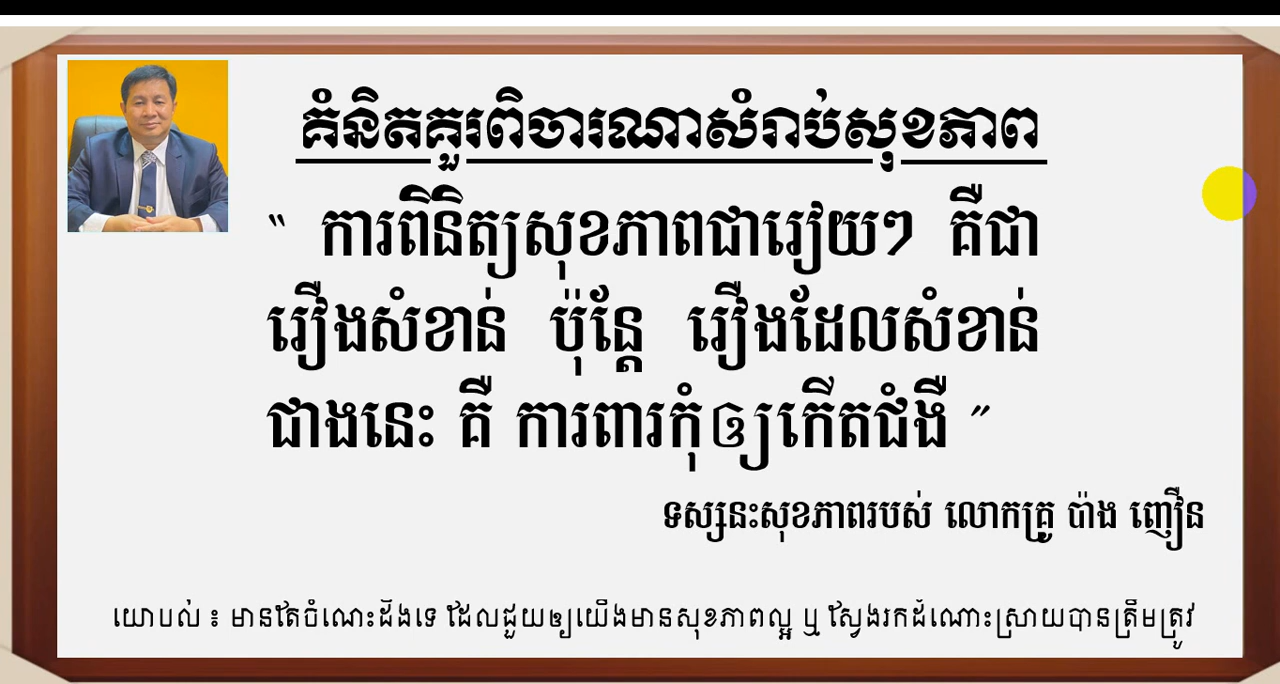 គំនិតគួរពិចារណាសំរាប់សុខភាព
“ ការពិនិត្យសុខភាពជារៀយៗ គឺជា
រឿងសំខាន់ ប៉ុន្តែ រឿងដែលសំខាន់
ជាងនេះ គឺ ការពារកុំឲ្យកើតជំងឺ ”
ទស្សនះសុខភាពរបស់ លោកគ្រូ ប៉ាង ញឿន
យោបល់ ៖ មានតែចំណេះដឹងទេ ដែលជួយឲ្យយើងមានសុខភាពល្អ ឬ ស្វែងរកដំណោះស្រាយបានត្រឹមត្រូវ